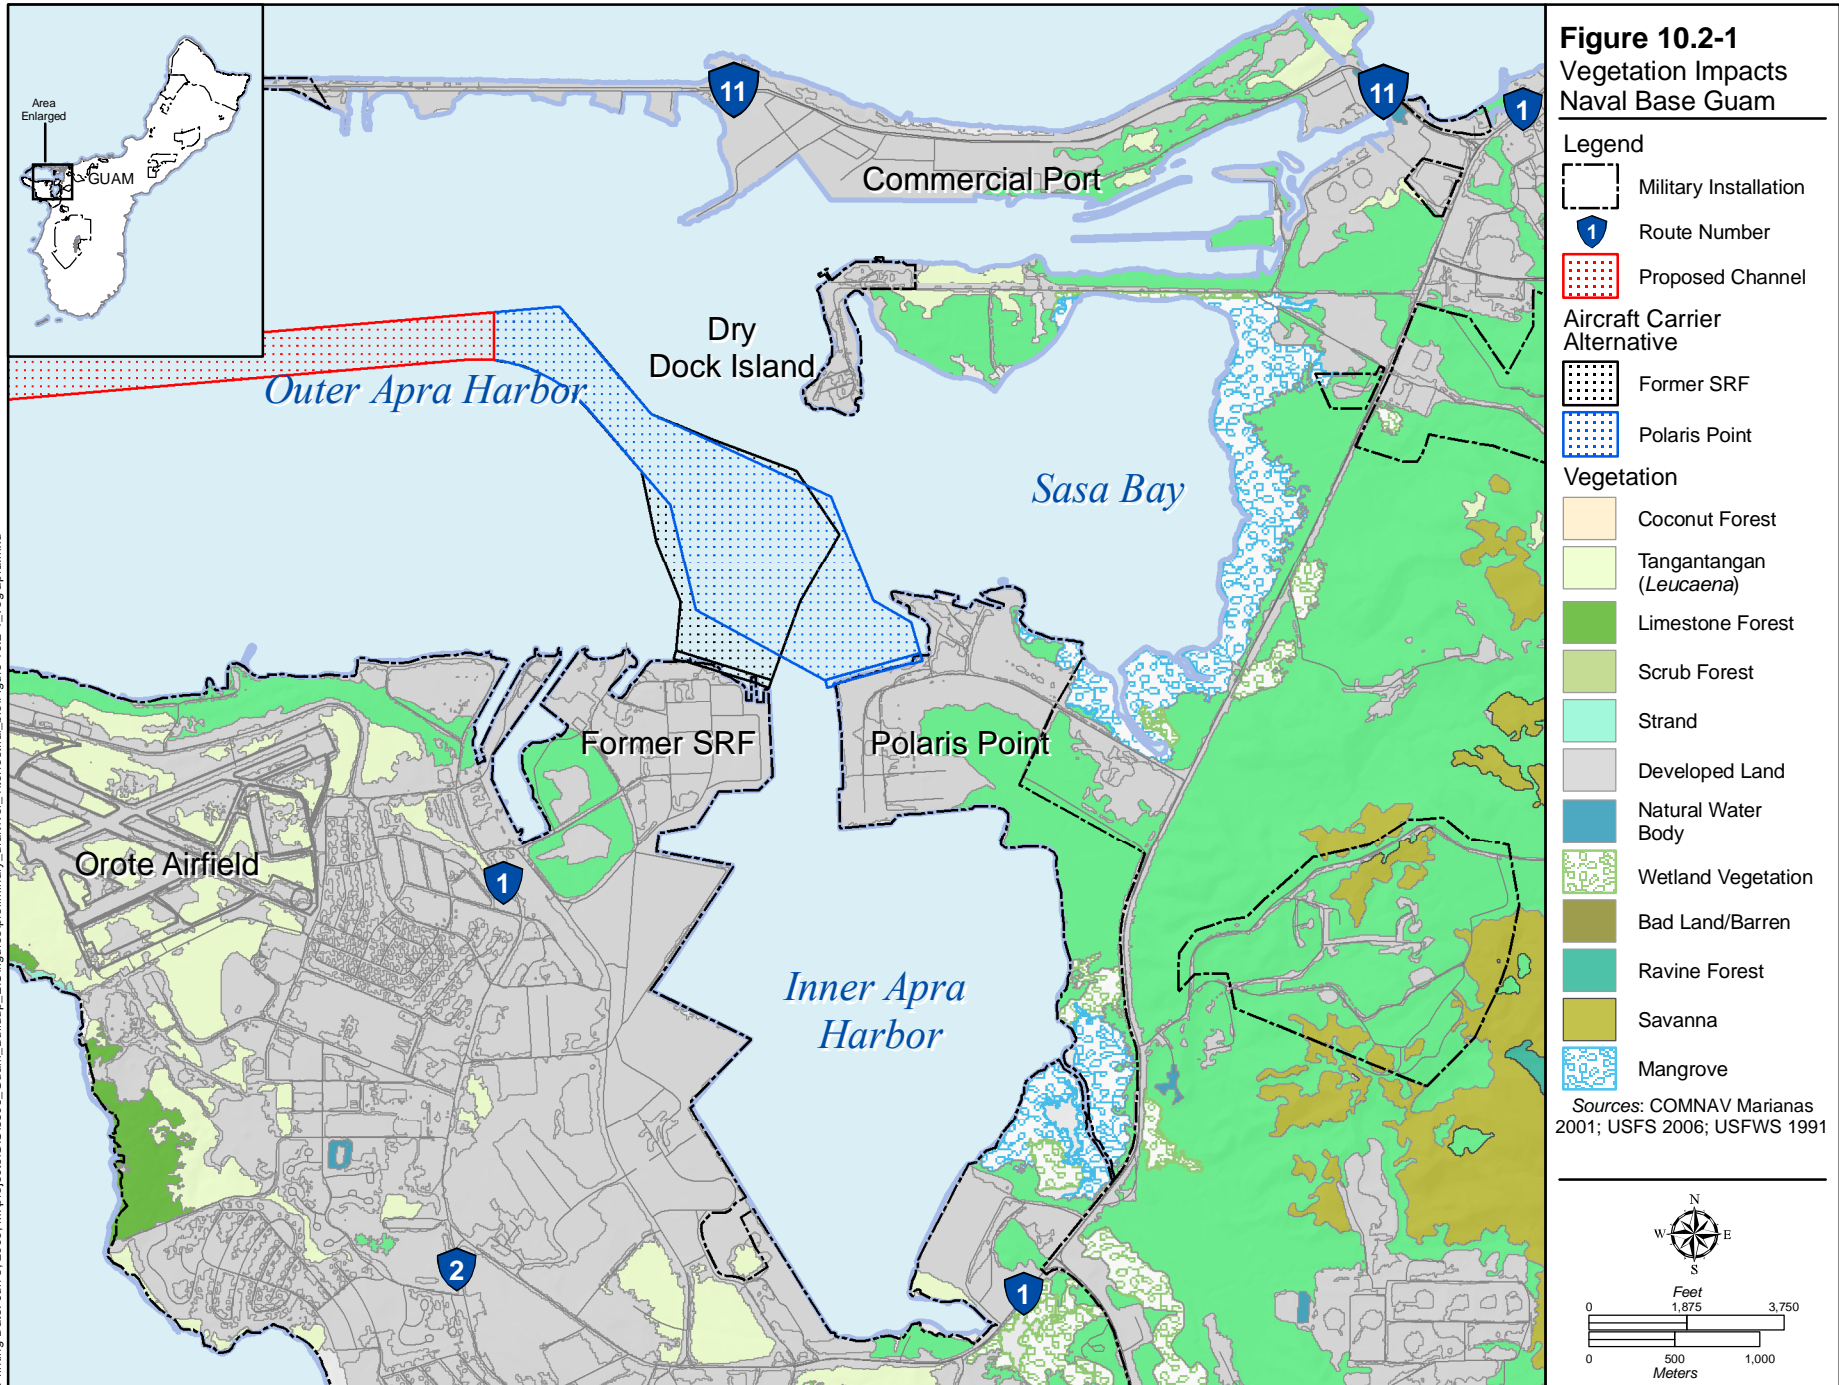 Area
Enlarged
GUAM
11
11
1
Commercial Port
Dry
Dock Island
Outer Apra Harbor
Sasa Bay
Former SRF
Polaris Point
Orote Airfield
1
Inner Apra
Harbor
2
1
Figure 10.2-1
Vegetation Impacts
Naval Base Guam
Legend
Military Installation
1
Route Number
Proposed Channel
Aircraft Carrier
Alternative
Former SRF
Polaris Point
Vegetation
Coconut Forest
Tangantangan
(Leucaena)
Limestone Forest
Scrub Forest
Strand
Developed Land
Natural Water
Body
Wetland Vegetation
Bad Land/Barren
Ravine Forest
Savanna
Mangrove
Sources: COMNAV Marianas
2001; USFS 2006; USFWS 1991
N
W E
S
Feet
0 1,875 3,750
0 500 1,000
Meters